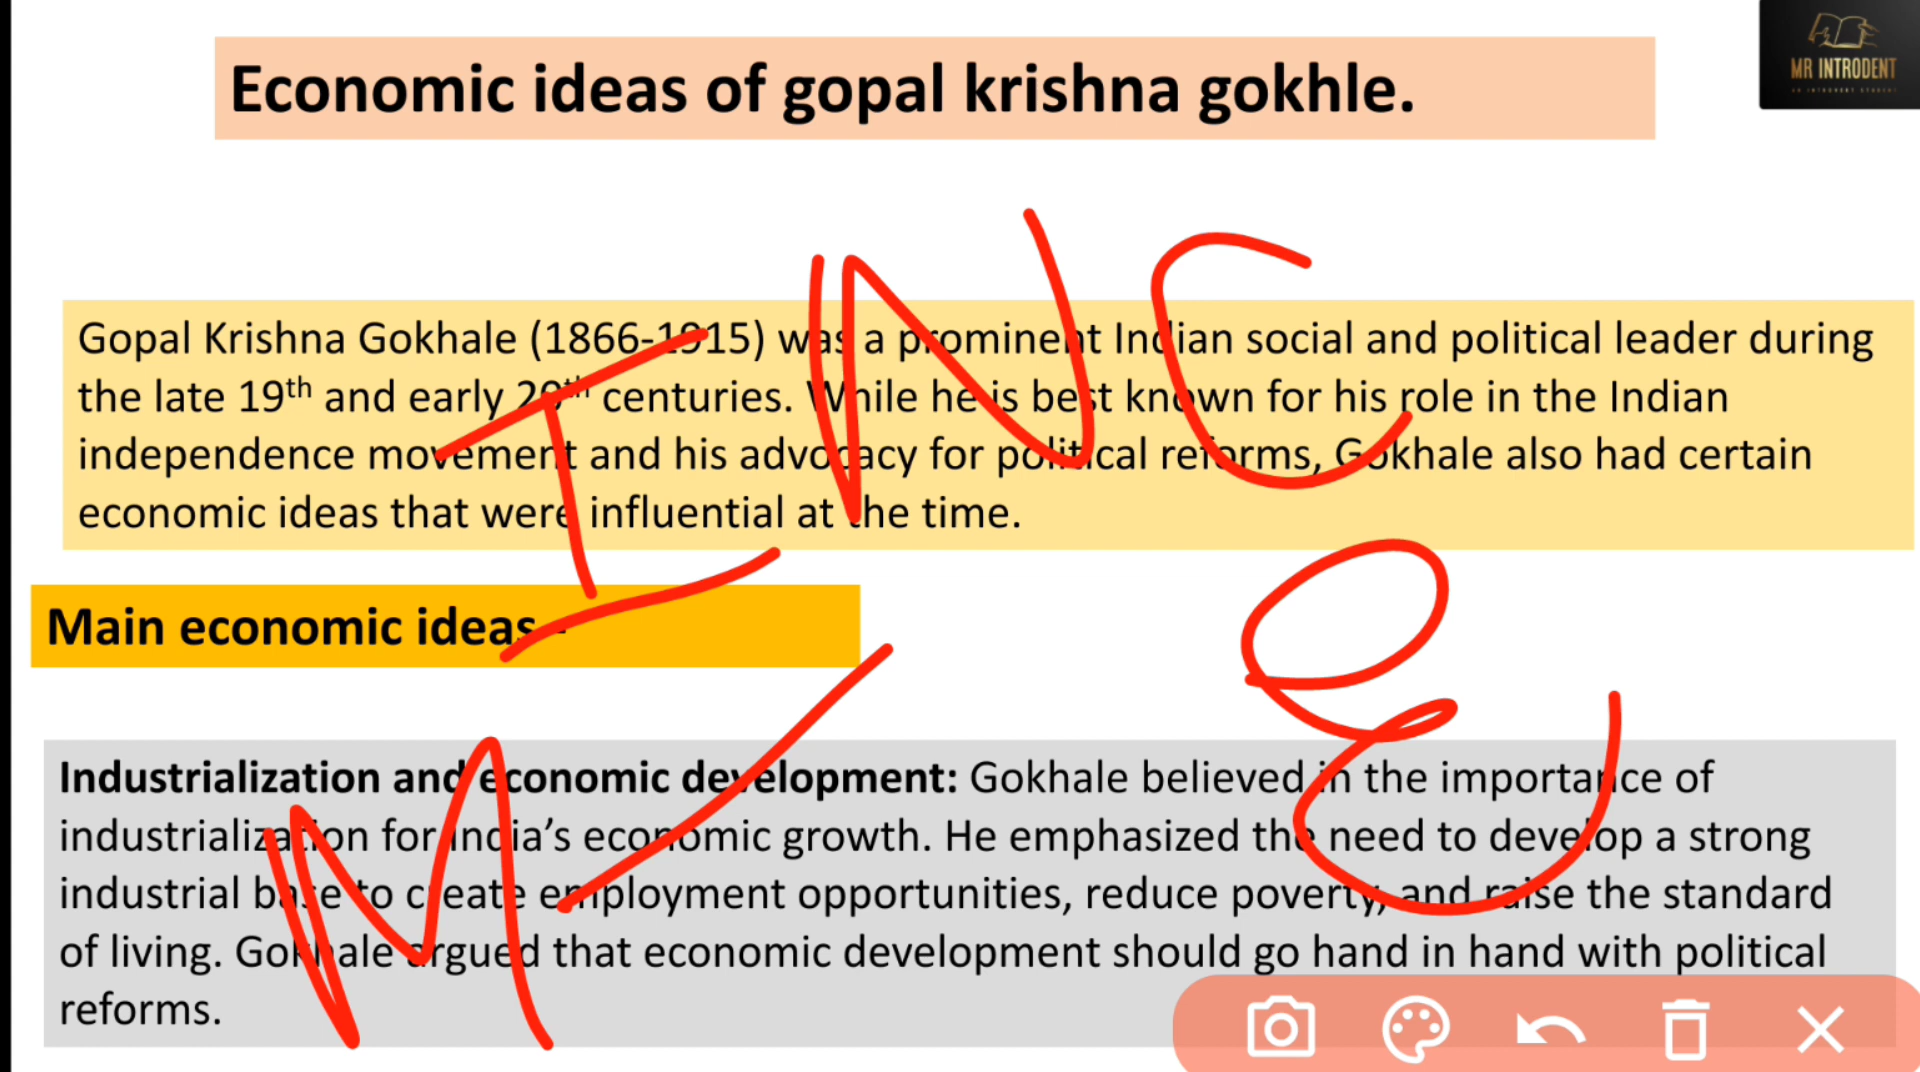 Economic ideas of gopal krishna gokhle.
MR INTRODENT
AN INTROVERT STUDENT
INC
Gopal Krishna Gokhale (1866-1915) was a prominent Indian social and political leader during
the late 19th and early 20th centuries. While he is best known for his role in the Indian
independence movement and his advocacy for political reforms, Gokhale also had certain
economic ideas that were influential at the time.
Main economic ideas -
Industrialization and economic development: Gokhale believed in the importance of
industrialization for India’s economic growth. He emphasized the need to develop a strong
industrial base to create employment opportunities, reduce poverty, and raise the standard
of living. Gokhale argued that economic development should go hand in hand with political
reforms.
M